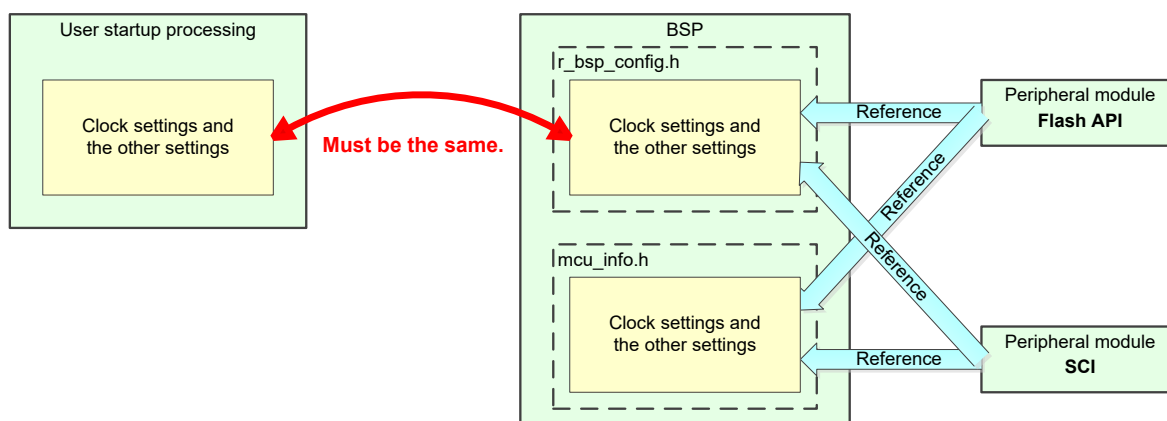 User startup processing
Clock settings and
the other settings
Must be the same.
BSP
r_bsp_config.h
Clock settings and
the other settings
mcu_info.h
Clock settings and
the other settings
Reference
Reference
Reference
Reference
Peripheral module
Flash API
Peripheral module
SCI